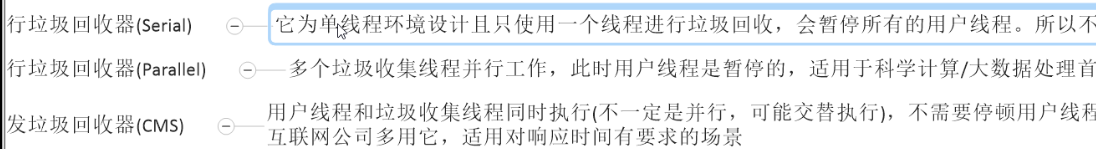 行垃圾回收器(Serial) 它为单线程环境设计且只使用一个线程进行垃圾回收，会暂停所有的用户线程。所以不
行垃圾回收器(Parallel) 多个垃圾收集线程并行工作，此时用户线程是暂停的，适用于科学计算/大数据处理首
发垃圾回收器(CMS) 用户线程和垃圾收集线程同时执行(不一定是并行，可能交替执行)，不需要停顿用户线程
互联网公司多用它，适用对响应时间有要求的场景